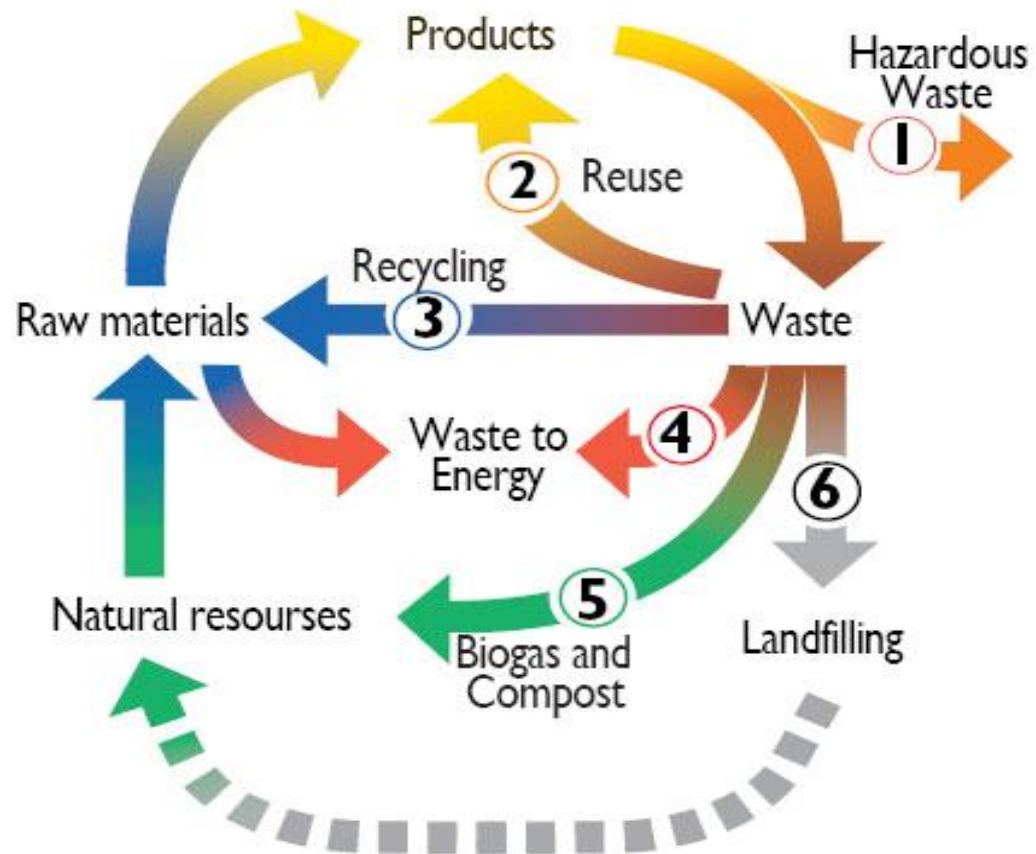 Products
Hazardous
Waste
1
2
Reuse
Recycling
Raw materials
3
Waste
Waste to
Energy
4
6
5
Natural resourses
Biogas and
Compost
Landfilling